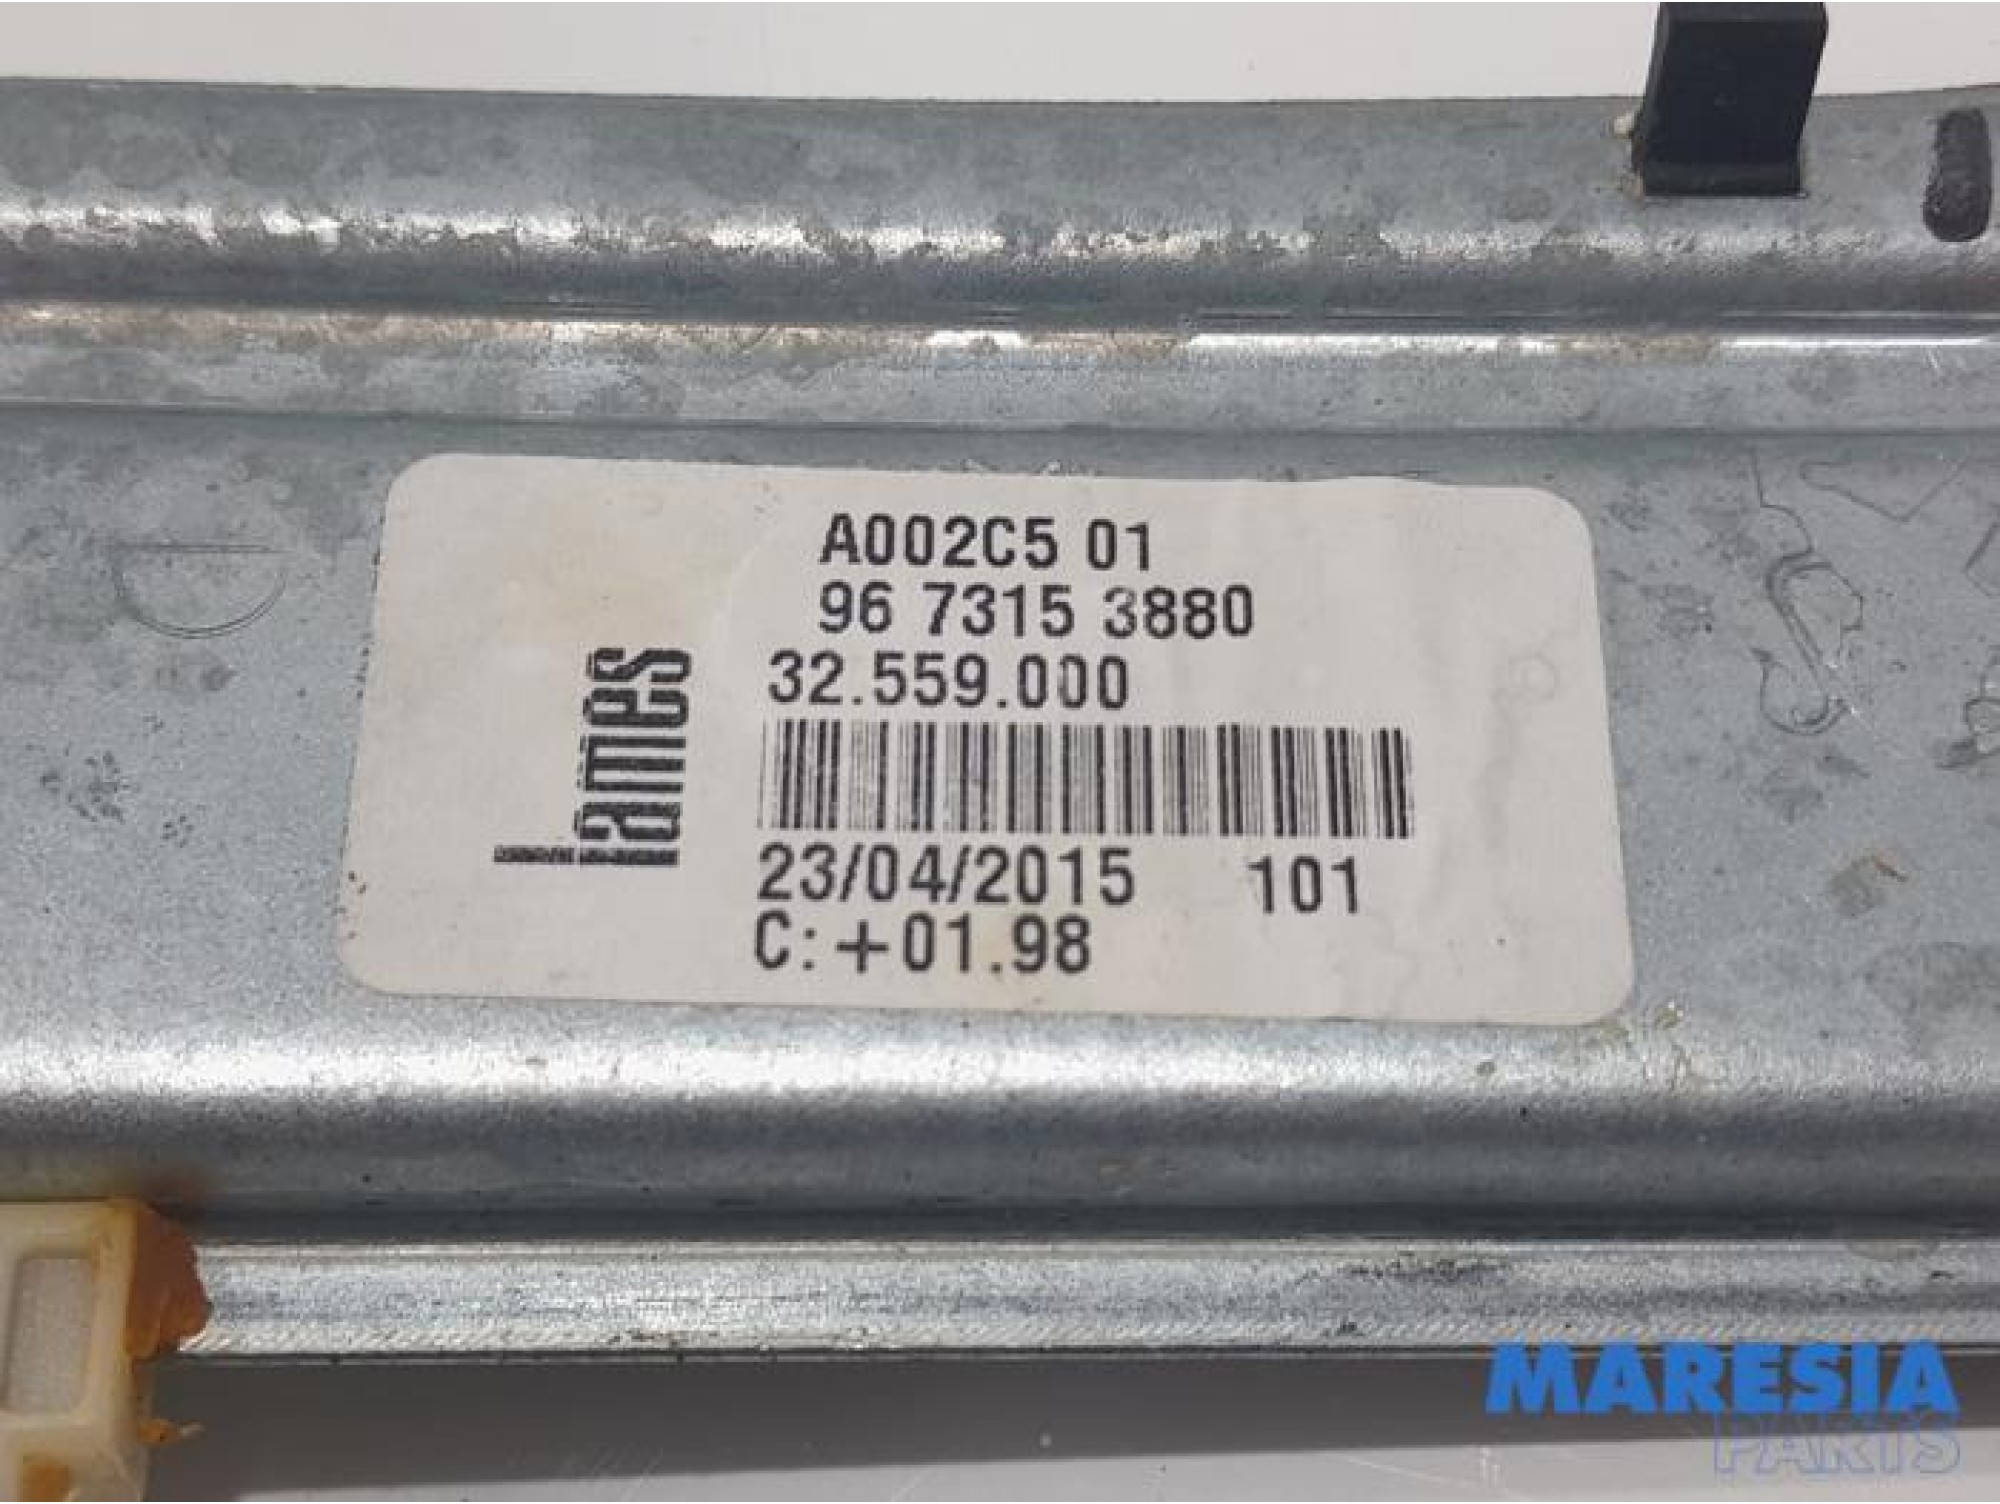 A002C5 01
96 7315 3880
32.559.000
lames
23/04/2015 101
C:+01.98
MARESIA
PARTS